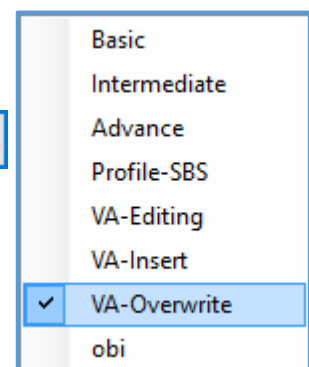 Basic
Intermediate
Advance
Profile-SBS
VA-Editing
VA-Insert
VA-Overwrite
obi